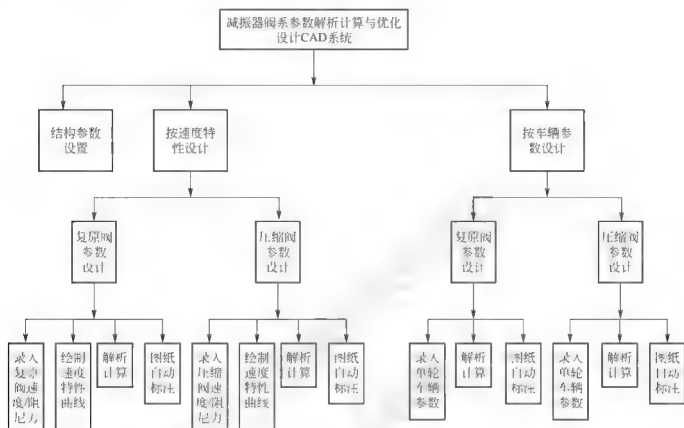 减振器阀系参数解析计算与优化
设计CAD系统
结构参数
设置
按速度特
性设计
按车辆参
数设计
复原阀
参数
设计
压缩阀
参数
设计
复原阀
参数
设计
压缩阀
参数
设计
录入
复原
阀速
度/阻
尼力
绘制
速度
特性
曲线
解析
计算
图纸
自动
标注
录入
压缩
阀速
度/阻
尼力
绘制
速度
特性
曲线
解析
计算
图纸
自动
标注
录入
单轮
车辆
参数
解析
计算
图纸
自动
标注
录入
单轮
车辆
参数
解析
计算
图纸
自动
标注